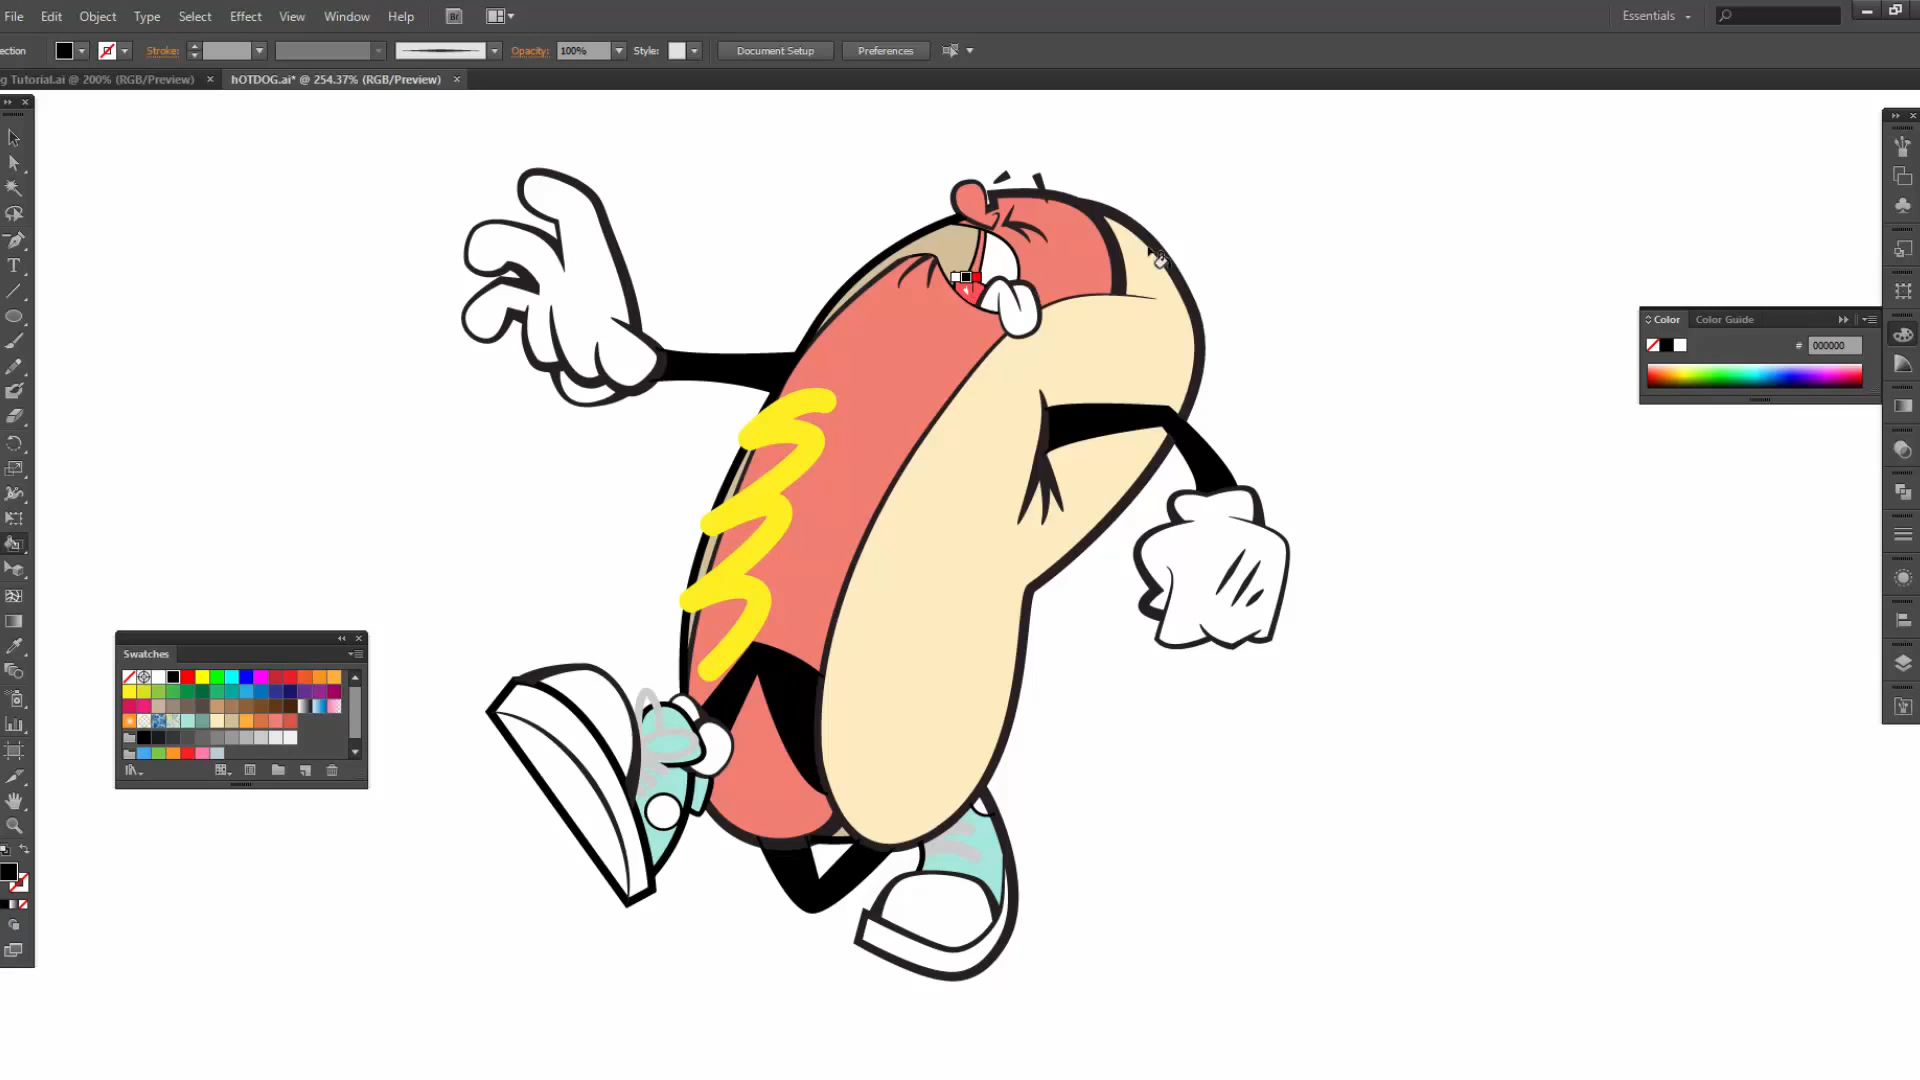 File Edit Object Type Select Effect View Window Help Br Essentials
ection Stroke: Opacity: 100% Style: Document Setup Preferences
g Tutorial.ai @ 200% (RGB/Preview) × hOTDOG.ai* @ 254.37% (RGB/Preview) ×
Color Color Guide
# 000000
Swatches